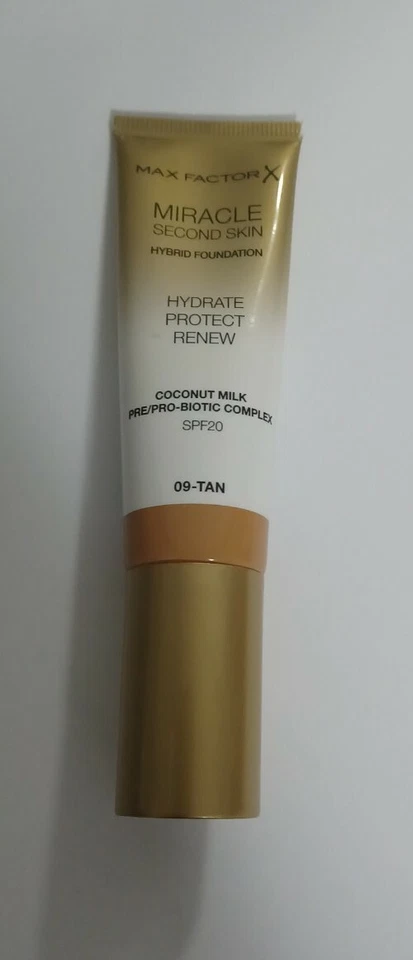 MAX FACTOR X
MIRACLE
SECOND SKIN
HYBRID FOUNDATION
HYDRATE
PROTECT
RENEW
COCONUT MILK
PRE/PRO-BIOTIC COMPLEX
SPF20
09-TAN